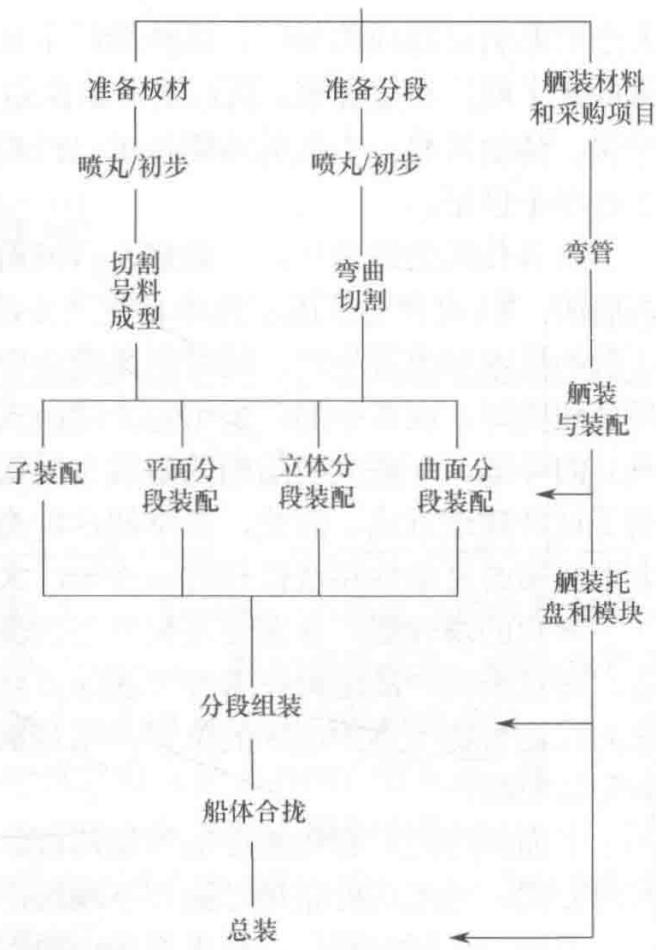 准备板材
准备分段
舾装材料
和采购项目
喷丸/初步
喷丸/初步
切割
号料
成型
弯曲
切割
弯管
舾装
与装配
子装配
平面分
段装配
立体分
段装配
曲面分
段装配
舾装托
盘和模块
分段组装
船体合拢
总装